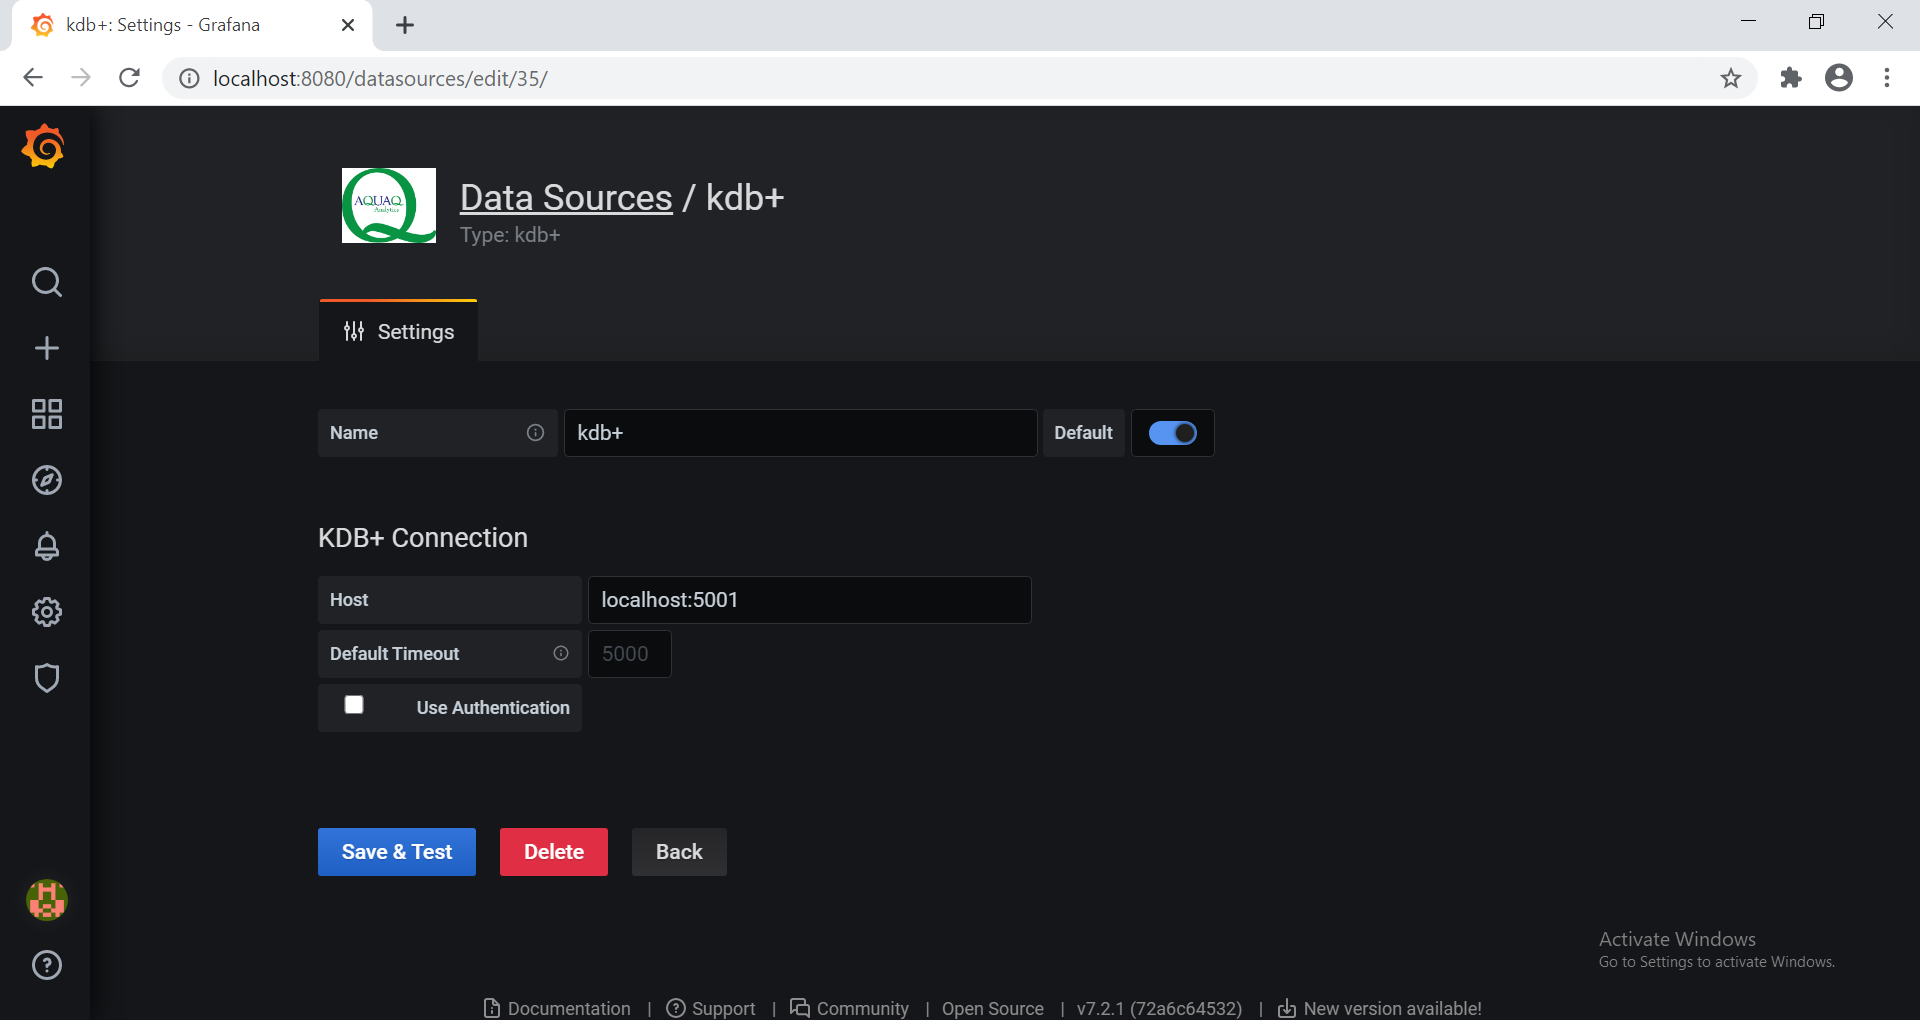 kdb+: Settings - Grafana
localhost:8080/datasources/edit/35/
AQUAQ
Analytics
Data Sources / kdb+
Type: kdb+
Settings
Name kdb+ Default
KDB+ Connection
Host localhost:5001
Default Timeout 5000
Use Authentication
Save & Test Delete Back
Activate Windows
Go to Settings to activate Windows.
Documentation | Support | Community | Open Source | v7.2.1 (72a6c64532) | New version available!